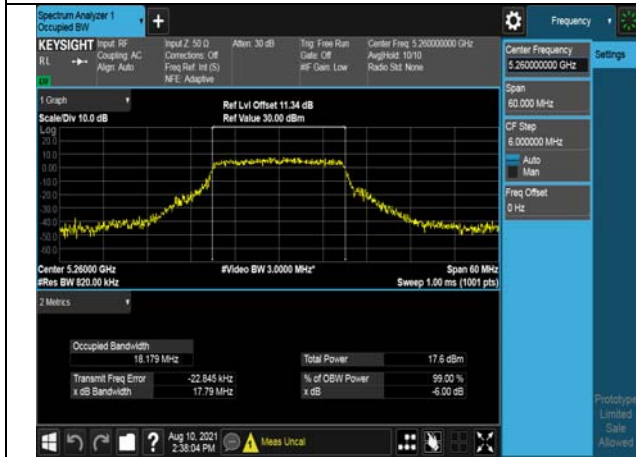 Spectrum Analyzer 1
Occupied BW
Frequency
KEYSIGHT
Input: RF
Coupling: AC
Align: Auto
RL
Input Z: 50 Ω
Corrections: Off
Freq Ref: Int (S)
NFE: Adaptive
Atten: 30 dB
Trig: Free Run
Gate: Off
#IF Gain: Low
Center Freq: 5.260000000 GHz
Avg|Hold: 10/10
Radio Std: None
Center Frequency
5.260000000 GHz
Settings
Span
60.000 MHz
CF Step
6.000000 MHz
Auto
Man
Freq Offset
0 Hz
1 Graph
Scale/Div 10.0 dB
Ref Lvl Offset 11.34 dB
Ref Value 30.00 dBm
Log
20.0
10.0
0.00
-10.0
-20.0
-30.0
-40.0
-50.0
-60.0
Center 5.26000 GHz
#Res BW 820.00 kHz
#Video BW 3.0000 MHz*
Span 60 MHz
Sweep 1.00 ms (1001 pts)
2 Metrics
Occupied Bandwidth
18.179 MHz
Total Power 17.6 dBm
Transmit Freq Error -22.845 kHz
% of OBW Power 99.00 %
x dB Bandwidth 17.79 MHz
x dB -6.00 dB
Prototype
Limited
Sale
Allowed
Aug 10, 2021
2:38:04 PM
Meas Uncal